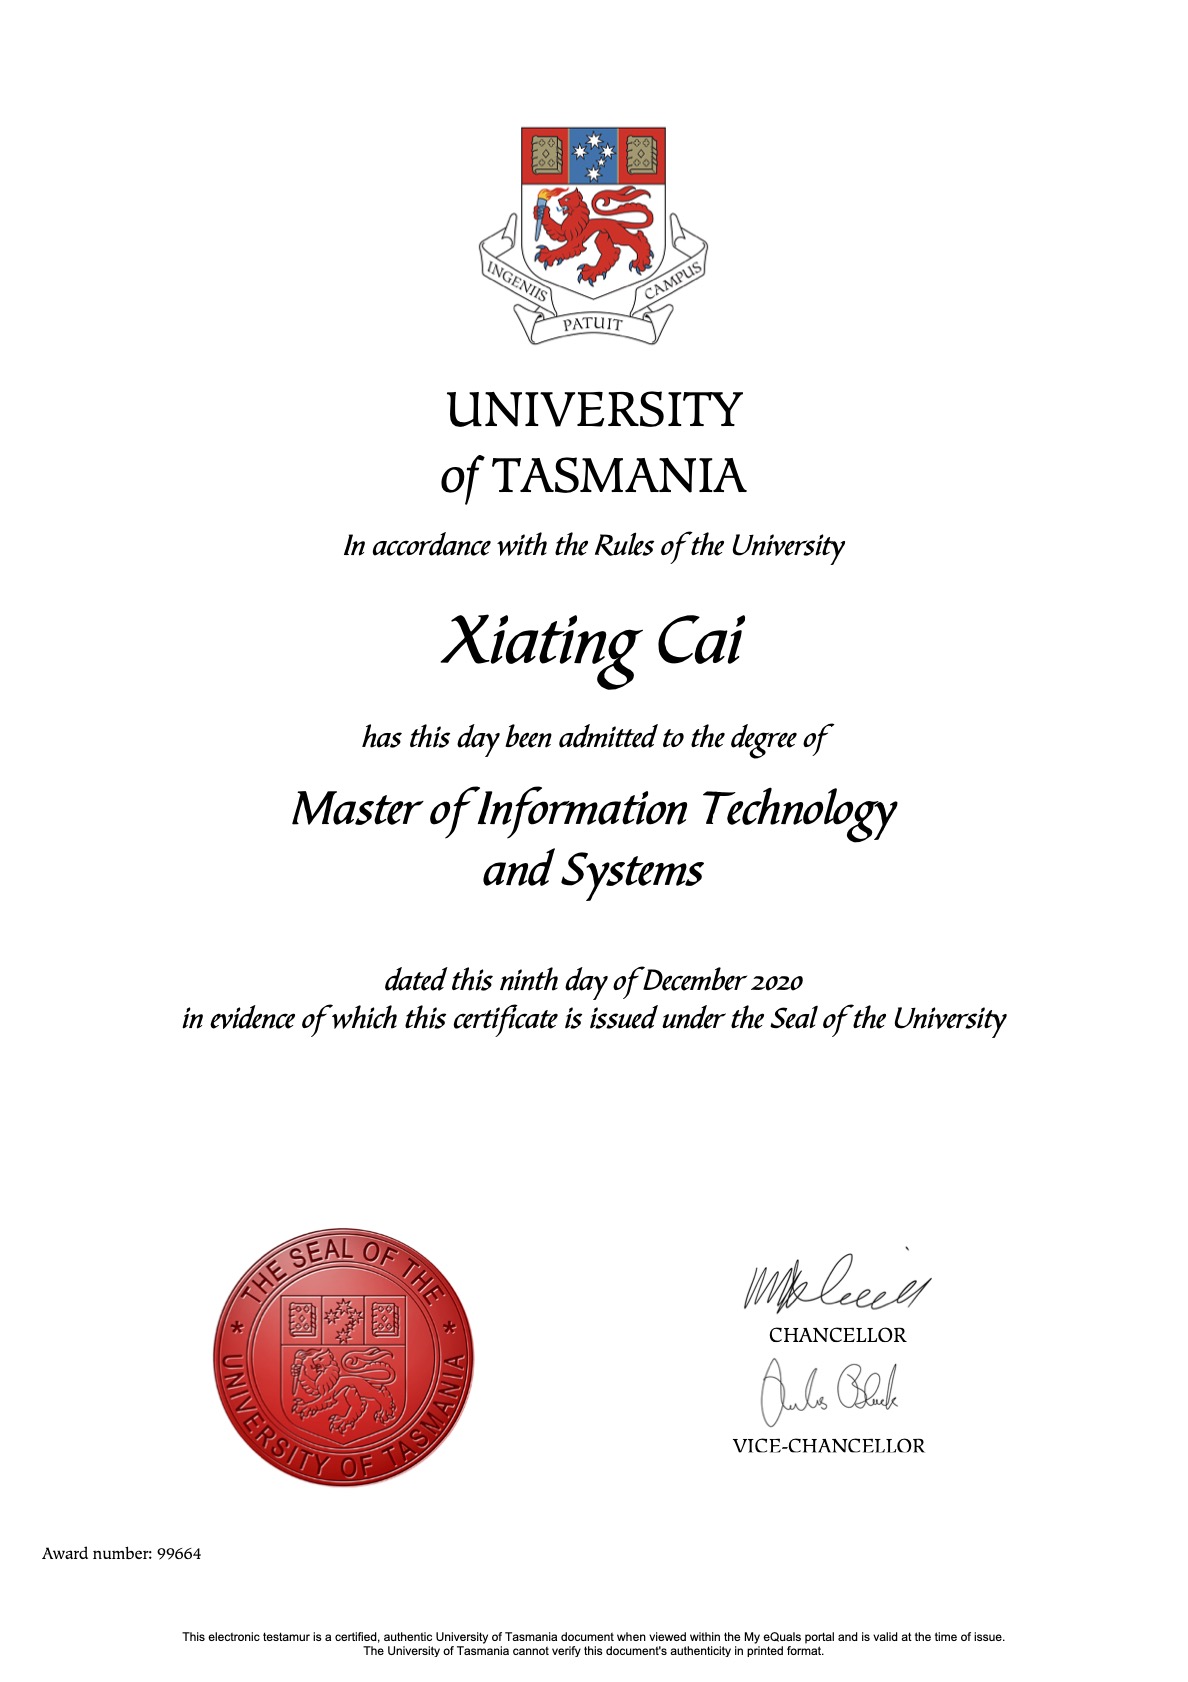 INGENIIS PATUIT CAMPUS
UNIVERSITY
of TASMANIA
In accordance with the Rules of the University
Xiating Cai
has this day been admitted to the degree of
Master of Information Technology
and Systems
dated this ninth day of December 2020
in evidence of which this certificate is issued under the Seal of the University
* THE SEAL OF THE *
UNIVERSITY OF TASMANIA
CHANCELLOR
VICE-CHANCELLOR
Award number: 99664
This electronic testamur is a certified, authentic University of Tasmania document when viewed within the My eQuals portal and is valid at the time of issue.
The University of Tasmania cannot verify this document's authenticity in printed format.